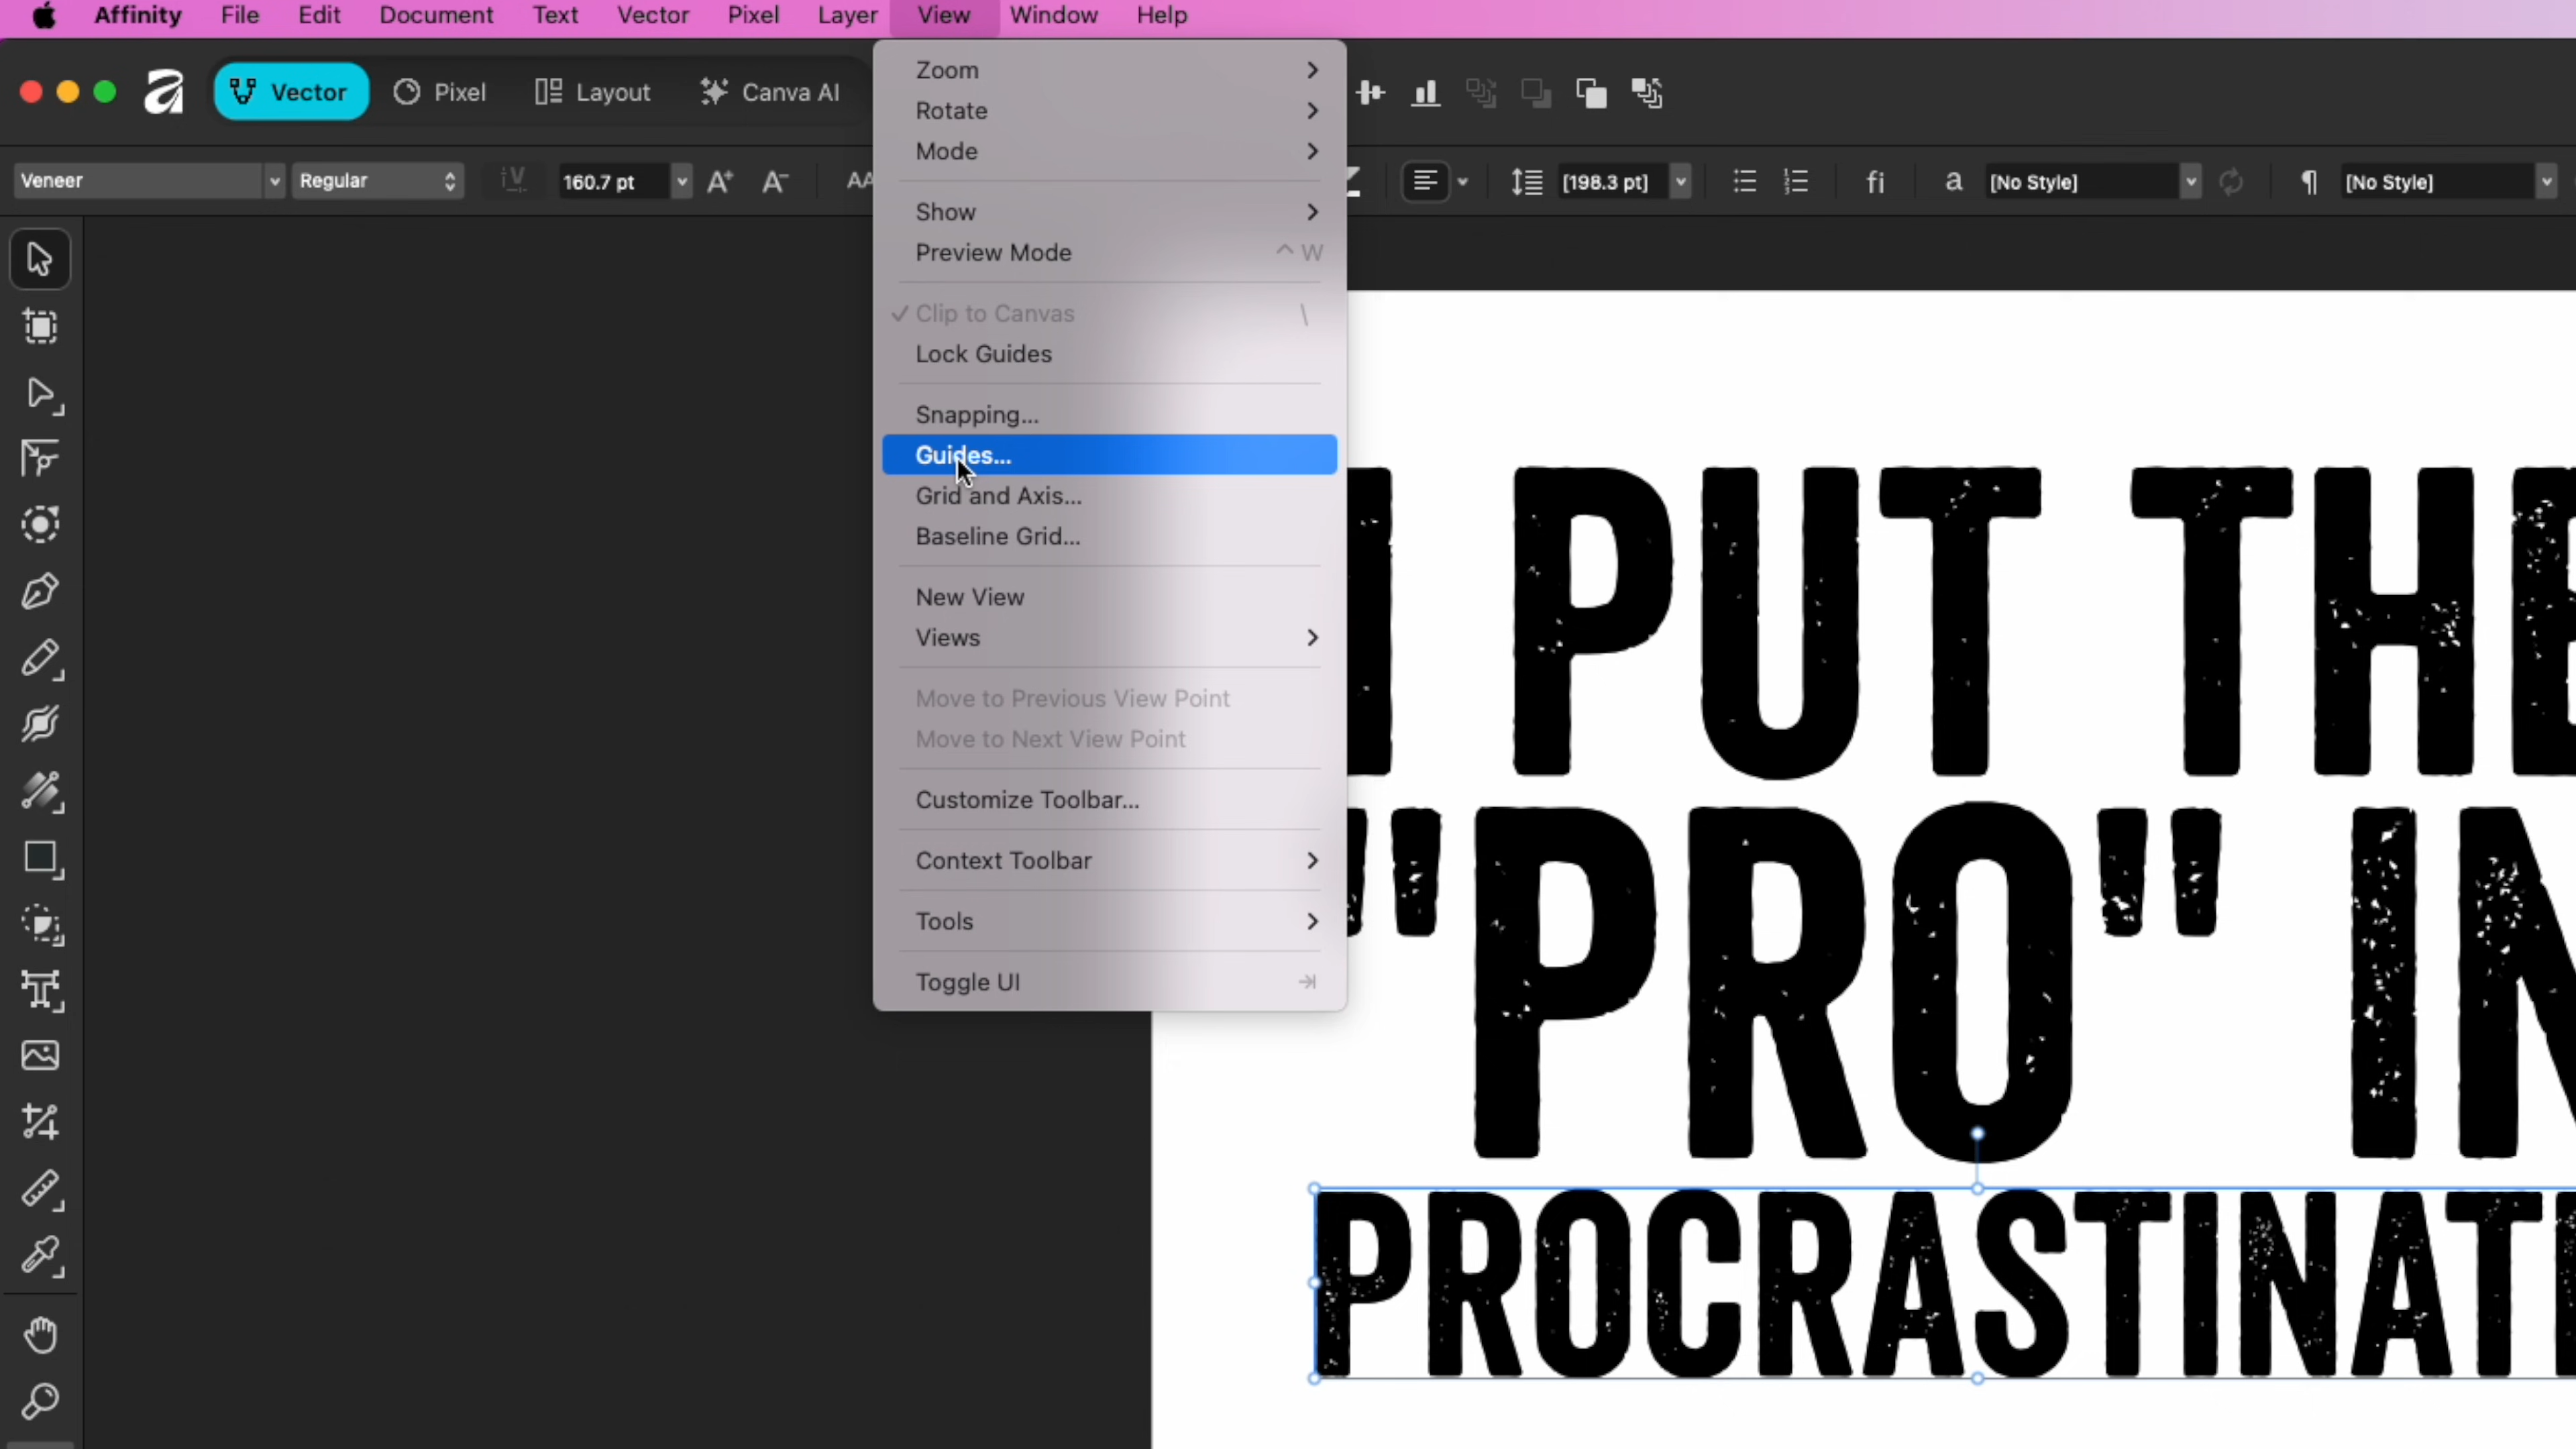 Affinity File Edit Document Text Vector Pixel Layer View Window Help
Vector Pixel Layout Canva AI
Veneer Regular 160.7 pt [198.3 pt] fi a [No Style] [No Style]
Zoom
Rotate
Mode
Show
Preview Mode ^ W
Clip to Canvas \
Lock Guides
Snapping...
Guides...
Grid and Axis...
Baseline Grid...
New View
Views
Move to Previous View Point
Move to Next View Point
Customize Toolbar...
Context Toolbar
Tools
Toggle UI
I PUT THE
"PRO" IN
PROCRASTINAT